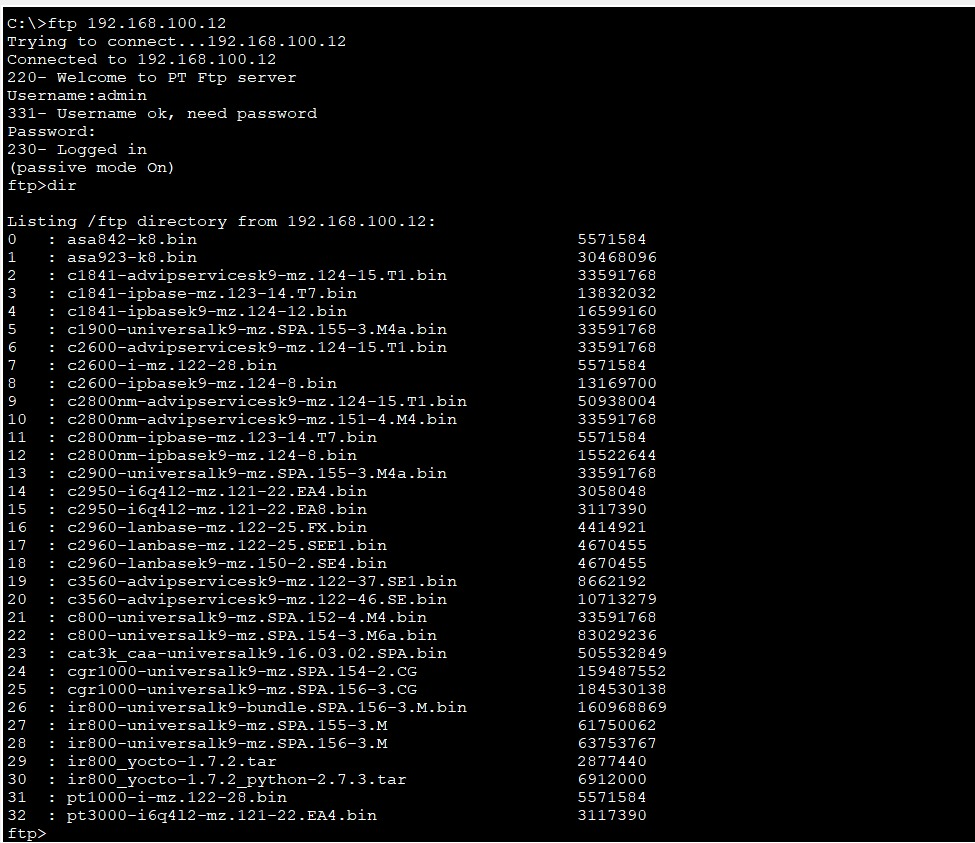 C:\>ftp 192.168.100.12
Trying to connect...192.168.100.12
Connected to 192.168.100.12
220- Welcome to PT Ftp server
Username:admin
331- Username ok, need password
Password:
230- Logged in
(passive mode On)
ftp>dir
Listing /ftp directory from 192.168.100.12:
0 : asa842-k8.bin 5571584
1 : asa923-k8.bin 30468096
2 : c1841-advipservicesk9-mz.124-15.T1.bin 33591768
3 : c1841-ipbase-mz.123-14.T7.bin 13832032
4 : c1841-ipbasek9-mz.124-12.bin 16599160
5 : c1900-universalk9-mz.SPA.155-3.M4a.bin 33591768
6 : c2600-advipservicesk9-mz.124-15.T1.bin 33591768
7 : c2600-i-mz.122-28.bin 5571584
8 : c2600-ipbasek9-mz.124-8.bin 13169700
9 : c2800nm-advipservicesk9-mz.124-15.T1.bin 50938004
10 : c2800nm-advipservicesk9-mz.151-4.M4.bin 33591768
11 : c2800nm-ipbase-mz.123-14.T7.bin 5571584
12 : c2800nm-ipbasek9-mz.124-8.bin 15522644
13 : c2900-universalk9-mz.SPA.155-3.M4a.bin 33591768
14 : c2950-i6q4l2-mz.121-22.EA4.bin 3058048
15 : c2950-i6q4l2-mz.121-22.EA8.bin 3117390
16 : c2960-lanbase-mz.122-25.FX.bin 4414921
17 : c2960-lanbase-mz.122-25.SEE1.bin 4670455
18 : c2960-lanbasek9-mz.150-2.SE4.bin 4670455
19 : c3560-advipservicesk9-mz.122-37.SE1.bin 8662192
20 : c3560-advipservicesk9-mz.122-46.SE.bin 10713279
21 : c800-universalk9-mz.SPA.152-4.M4.bin 33591768
22 : c800-universalk9-mz.SPA.154-3.M6a.bin 83029236
23 : cat3k_caa-universalk9.16.03.02.SPA.bin 505532849
24 : cgr1000-universalk9-mz.SPA.154-2.CG 159487552
25 : cgr1000-universalk9-mz.SPA.156-3.CG 184530138
26 : ir800-universalk9-bundle.SPA.156-3.M.bin 160968869
27 : ir800-universalk9-mz.SPA.155-3.M 61750062
28 : ir800-universalk9-mz.SPA.156-3.M 63753767
29 : ir800_yocto-1.7.2.tar 2877440
30 : ir800_yocto-1.7.2_python-2.7.3.tar 6912000
31 : pt1000-i-mz.122-28.bin 5571584
32 : pt3000-i6q4l2-mz.121-22.EA4.bin 3117390
ftp>